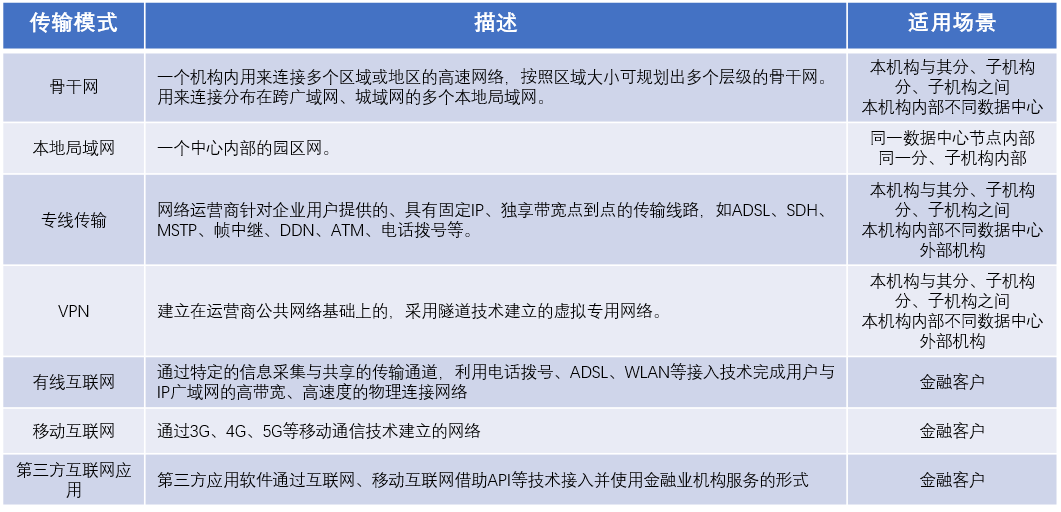 传输模式 描述 适用场景
骨干网
一个机构内用来连接多个区域或地区的高速网络，按照区域大小可规划出多个层级的骨干网。
用来连接分布在跨广域网、城域网的多个本地局域网。
本机构与其分、子机构
分、子机构之间
本机构内部不同数据中心
本地局域网
一个中心内部的园区网。
同一数据中心节点内部
同一分、子机构内部
专线传输
网络运营商针对企业用户提供的、具有固定IP、独享带宽点到点的传输线路，如ADSL、SDH、
MSTP、帧中继、DDN、ATM、电话拨号等。
本机构与其分、子机构
分、子机构之间
本机构内部不同数据中心
外部机构
VPN
建立在运营商公共网络基础上的，采用隧道技术建立的虚拟专用网络。
本机构与其分、子机构
分、子机构之间
本机构内部不同数据中心
外部机构
有线互联网
通过特定的信息采集与共享的传输通道，利用电话拨号、ADSL、WLAN等接入技术完成用户与
IP广域网的高带宽、高速度的物理连接网络
金融客户
移动互联网
通过3G、4G、5G等移动通信技术建立的网络
金融客户
第三方互联网应
用
第三方应用软件通过互联网、移动互联网借助API等技术接入并使用金融业机构服务的形式
金融客户